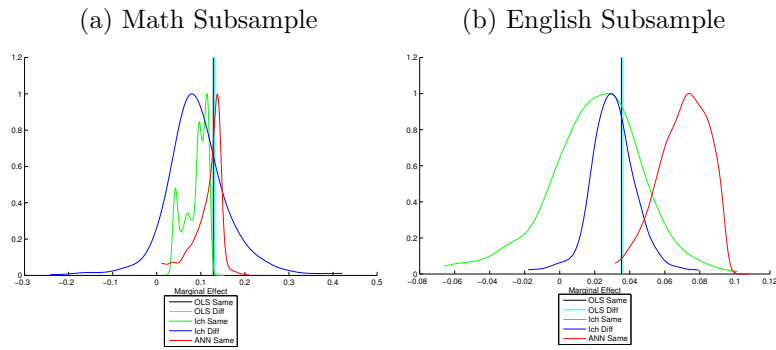 (a) Math Subsample
1.2
1
0.8
0.6
0.4
0.2
0
−0.3 −0.2 −0.1 0 0.1 0.2 0.3 0.4 0.5
Marginal Effect
OLS Same
OLS Diff
Ich Same
Ich Diff
ANN Same
(b) English Subsample
1.2
1
0.8
0.6
0.4
0.2
0
−0.08 −0.06 −0.04 −0.02 0 0.02 0.04 0.06 0.08 0.1 0.12
Marginal Effect
OLS Same
OLS Diff
Ich Same
Ich Diff
ANN Same